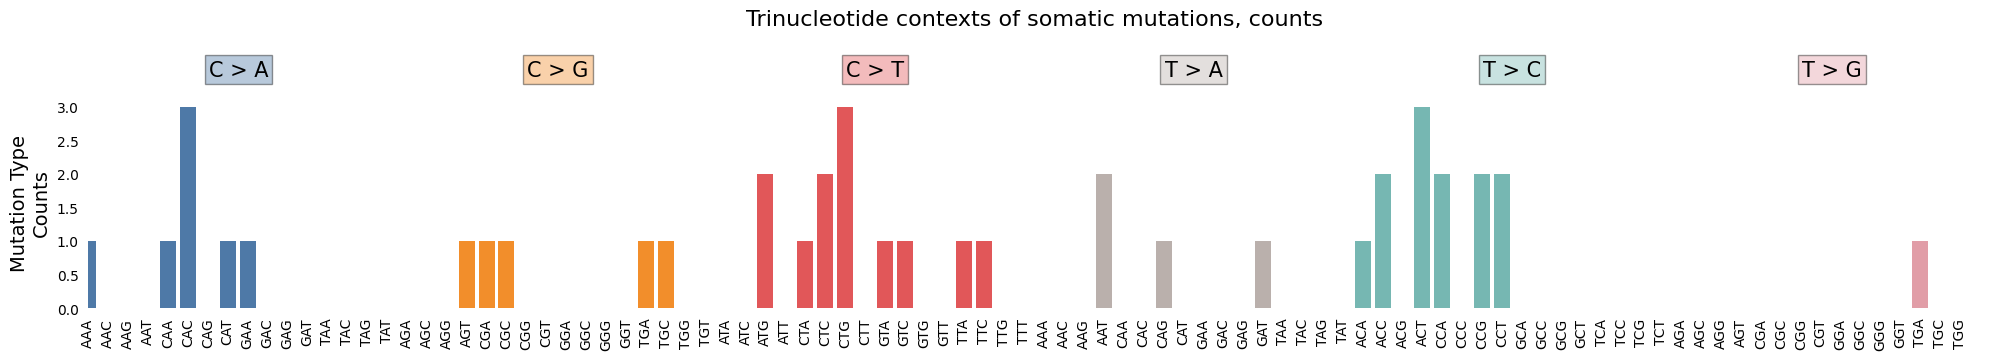 Trinucleotide contexts of somatic mutations, counts
C > A C > G C > T T > A T > C T > G
Mutation Type
Counts
3.0
2.5
2.0
1.5
1.0
0.5
0.0
AAA AAC AAG AAT CAA CAC CAG CAT GAA GAC GAG GAT TAA TAC TAG TAT AGA AGC AGG AGT CGA CGC CGG CGT GGA GGC GGG GGT TGA TGC TGG TGT ATA ATC ATG ATT CTA CTC CTG CTT GTA GTC GTG GTT TTA TTC TTG TTT AAA AAC AAG AAT CAA CAC CAG CAT GAA GAC GAG GAT TAA TAC TAG TAT ACA ACC ACG ACT CCA CCC CCG CCT GCA GCC GCG GCT TCA TCC TCG TCT AGA AGC AGG AGT CGA CGC CGG CGT GGA GGC GGG GGT TGA TGC TGG